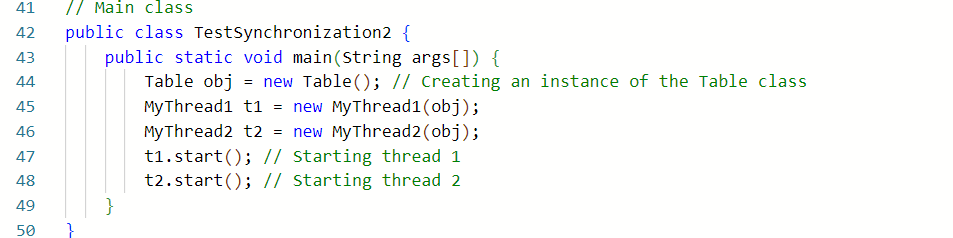 41 // Main class
42 public class TestSynchronization2 {
43     public static void main(String args[]) {
44         Table obj = new Table(); // Creating an instance of the Table class
45         MyThread1 t1 = new MyThread1(obj);
46         MyThread2 t2 = new MyThread2(obj);
47         t1.start(); // Starting thread 1
48         t2.start(); // Starting thread 2
49     }
50 }